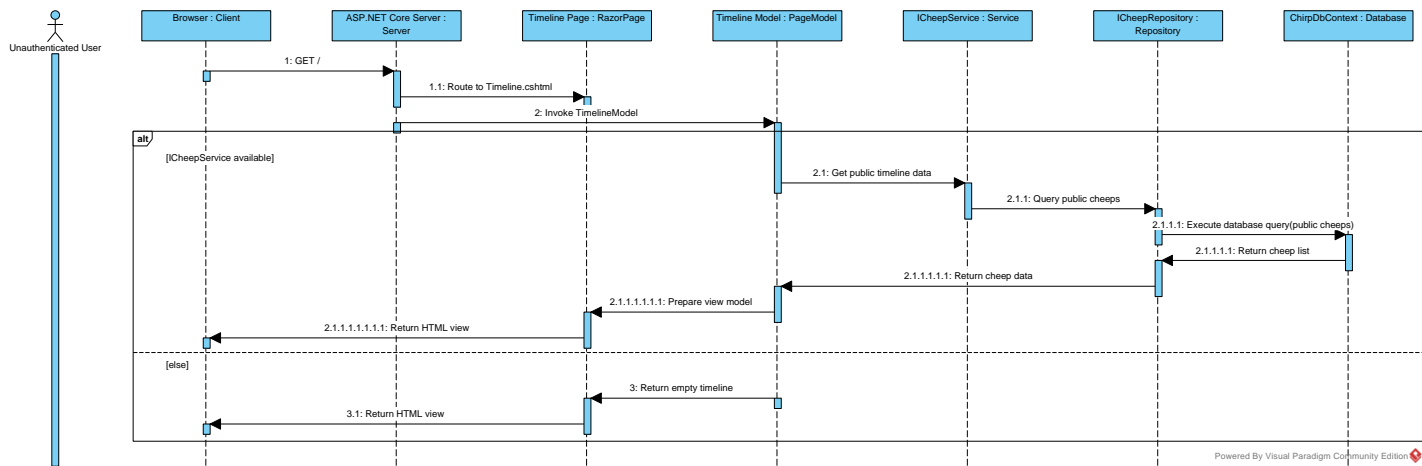 Unauthenticated User
Browser : Client
ASP.NET Core Server :
Server
Timeline Page : RazorPage
Timeline Model : PageModel
ICheepService : Service
ICheepRepository :
Repository
ChirpDbContext : Database
1: GET /
1.1: Route to Timeline.cshtml
2: Invoke TimelineModel
alt
[ICheepService available]
2.1: Get public timeline data
2.1.1: Query public cheeps
2.1.1.1: Execute database query(public cheeps)
2.1.1.1.1: Return cheep list
2.1.1.1.1.1: Return cheep data
2.1.1.1.1.1.1: Prepare view model
2.1.1.1.1.1.1.1: Return HTML view
[else]
3: Return empty timeline
3.1: Return HTML view
Powered By Visual Paradigm Community Edition